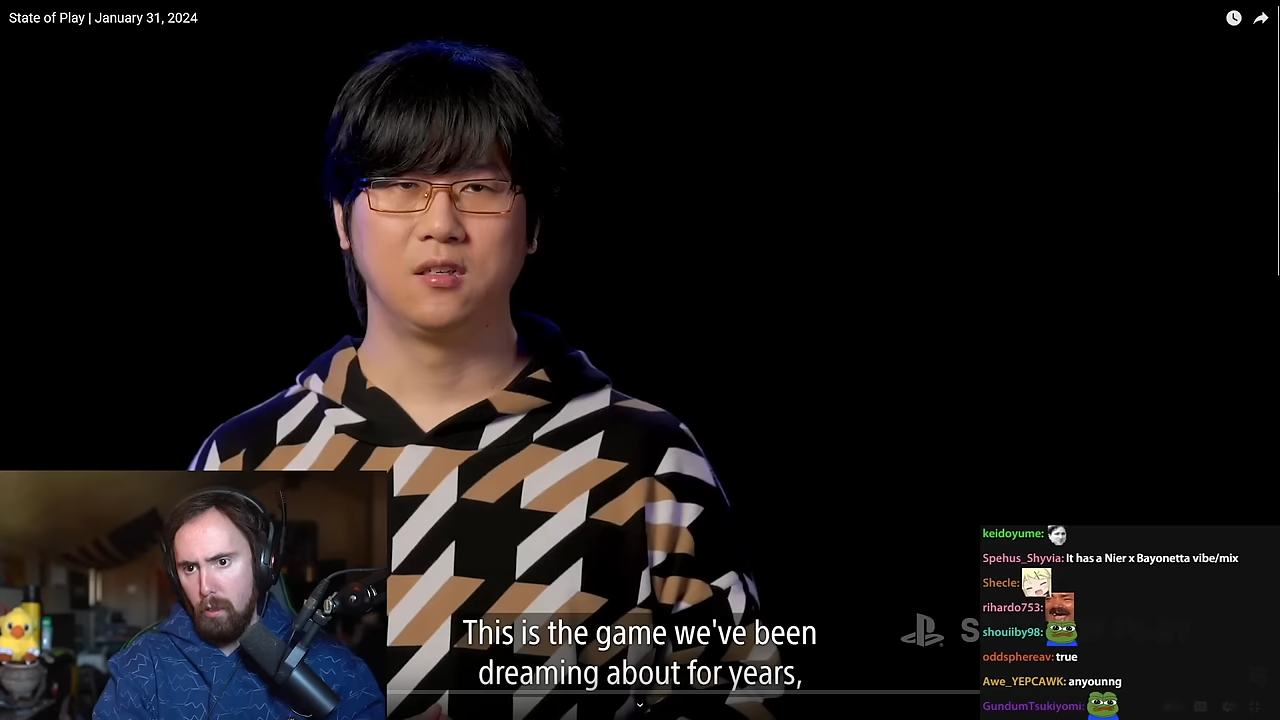 State of Play | January 31, 2024
keidoyume:
Spehus_Shyvia: It has a Nier x Bayonetta vibe/mix
Shecle:
rihardo753:
shouiiby98:
oddsphereav: true
Awe_YEPCAWK: anyounng
GundumTsukiyomi:
This is the game we've been
dreaming about for years,